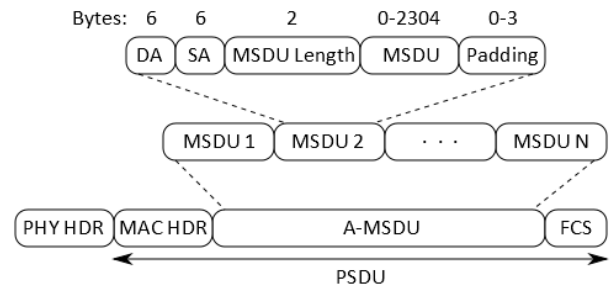 Bytes: 6 6 2 0-2304 0-3
DA SA MSDU Length MSDU Padding
MSDU 1 MSDU 2 · · · MSDU N
PHY HDR MAC HDR A-MSDU FCS
PSDU